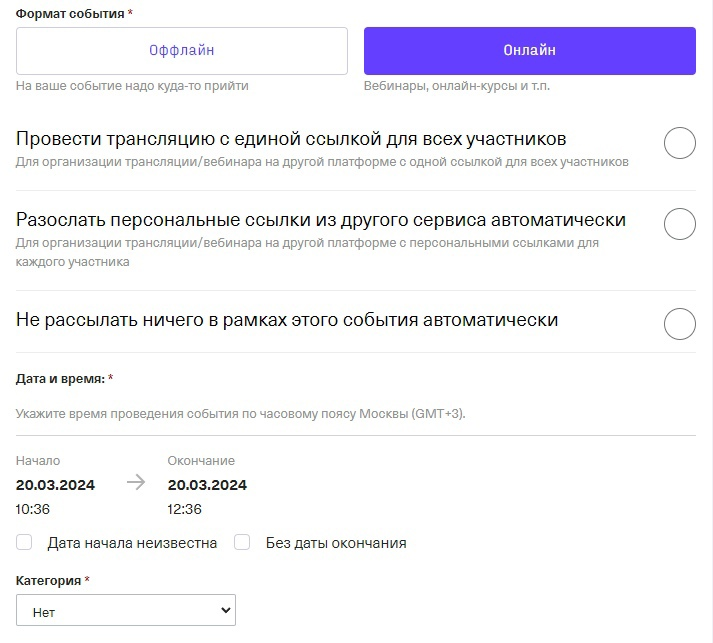 Формат события *
Оффлайн
Онлайн
На ваше событие надо куда-то прийти
Вебинары, онлайн-курсы и т.п.
Провести трансляцию с единой ссылкой для всех участников
Для организации трансляции/вебинара на другой платформе с одной ссылкой для всех участников
Разослать персональные ссылки из другого сервиса автоматически
Для организации трансляции/вебинара на другой платформе с персональными ссылками для
каждого участника
Не рассылать ничего в рамках этого события автоматически
Дата и время: *
Укажите время проведения события по часовому поясу Москвы (GMT+3).
Начало
Окончание
20.03.2024
20.03.2024
10:36
12:36
Дата начала неизвестна
Без даты окончания
Категория *
Нет